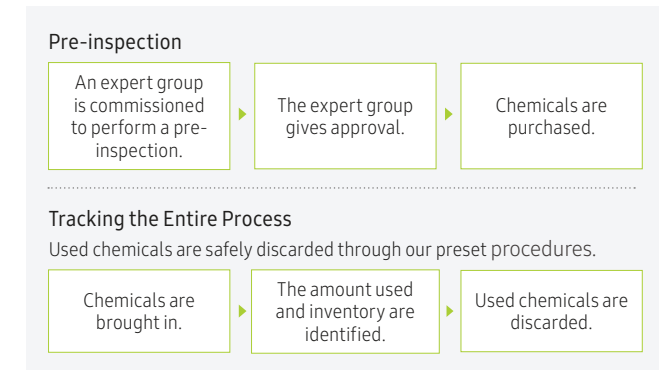 Pre-inspection
An expert group
is commissioned
to perform a pre-
inspection.
The expert group
gives approval.
Chemicals are
purchased.
Tracking the Entire Process
Used chemicals are safely discarded through our preset procedures.
Chemicals are
brought in.
The amount used
and inventory are
identified.
Used chemicals are
discarded.